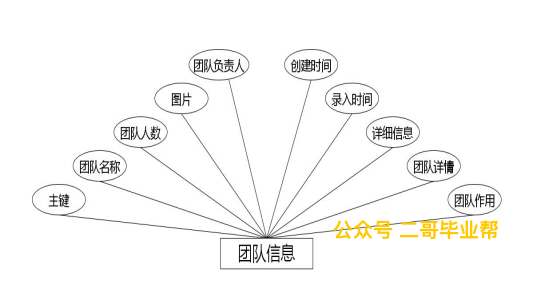 团队负责人
创建时间
图片
录入时间
团队人数
详细信息
团队名称
团队详情
主键
团队作用
公众号 二哥毕业帮
团队信息